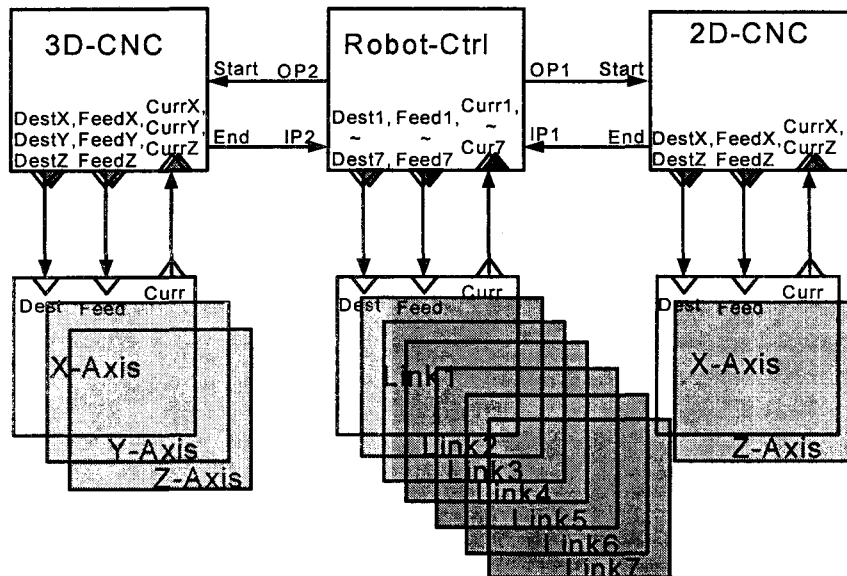 3D-CNC
Robot-Ctrl
2D-CNC
Start OP2
OP1 Start
DestX, FeedX, CurrX,
DestY, FeedY, CurrY,
DestZ FeedZ CurrZ
End IP2
Dest1, Feed1, Curr1,
~ ~ ~
Dest7, Feed7 Cur7
IP1 End
DestX, FeedX, CurrX,
DestZ FeedZ CurrZ
Dest Feed Curr
Dest Feed Curr
Dest Feed Curr
X-Axis
Y-Axis
Z-Axis
Link1
Link2
Link3
Link4
Link5
Link6
Link7
X-Axis
Z-Axis